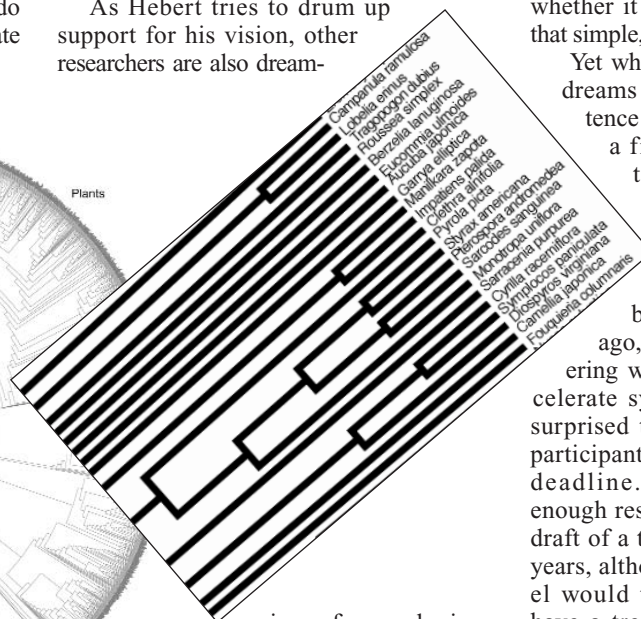 do
ate
As Hebert tries to drum up
support for his vision, other
researchers are also dream-
Plants
Campanula ramulosa
Lobelia erinus
Tragopogon dubius
Roussea simplex
Berzelia lanuginosa
Eucommia ulmoides
Aucuba japonica
Garrya elliptica
Manilkara zapota
Impatiens palida
Clethra alnifolia
Pyrola picta
Styrax americana
Pterospora andromedea
Sarcodes sanguinea
Monotropa uniflora
Sarracenia purpurea
Cyrilla racemiflora
Symplocos paniculata
Diospyros virginiana
Camellia japonica
Fouquieria columnaris
whether it
that simple,
Yet wh
dreams
tence
a fi
t
b
ago,
ering w
celerate sy
surprised t
participant
deadline.
enough res
draft of a t
years, altho
el would